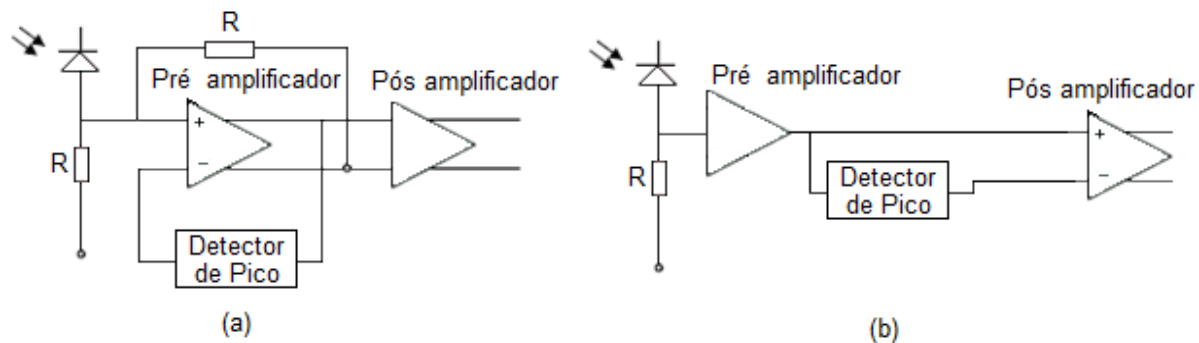 R
Pré amplificador
Pós amplificador
+
−
R
Detector
de Pico
(a)
Pré amplificador
Pós amplificador
+
−
R
Detector
de Pico
(b)